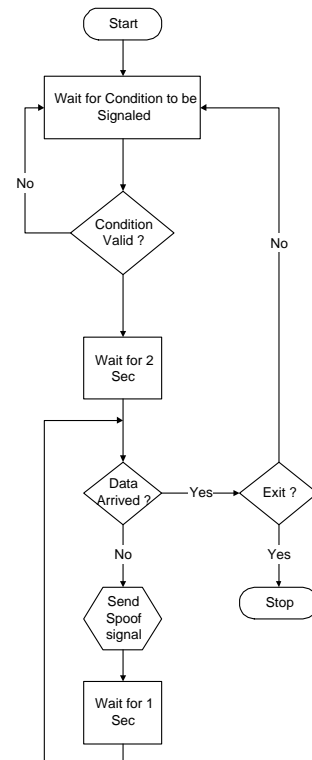 Start
Wait for Condition to be
Signaled
No
Condition
Valid ?
No
Wait for 2
Sec
Data
Arrived ?
Yes
Exit ?
No
Yes
Send
Spoof
signal
Stop
Wait for 1
Sec